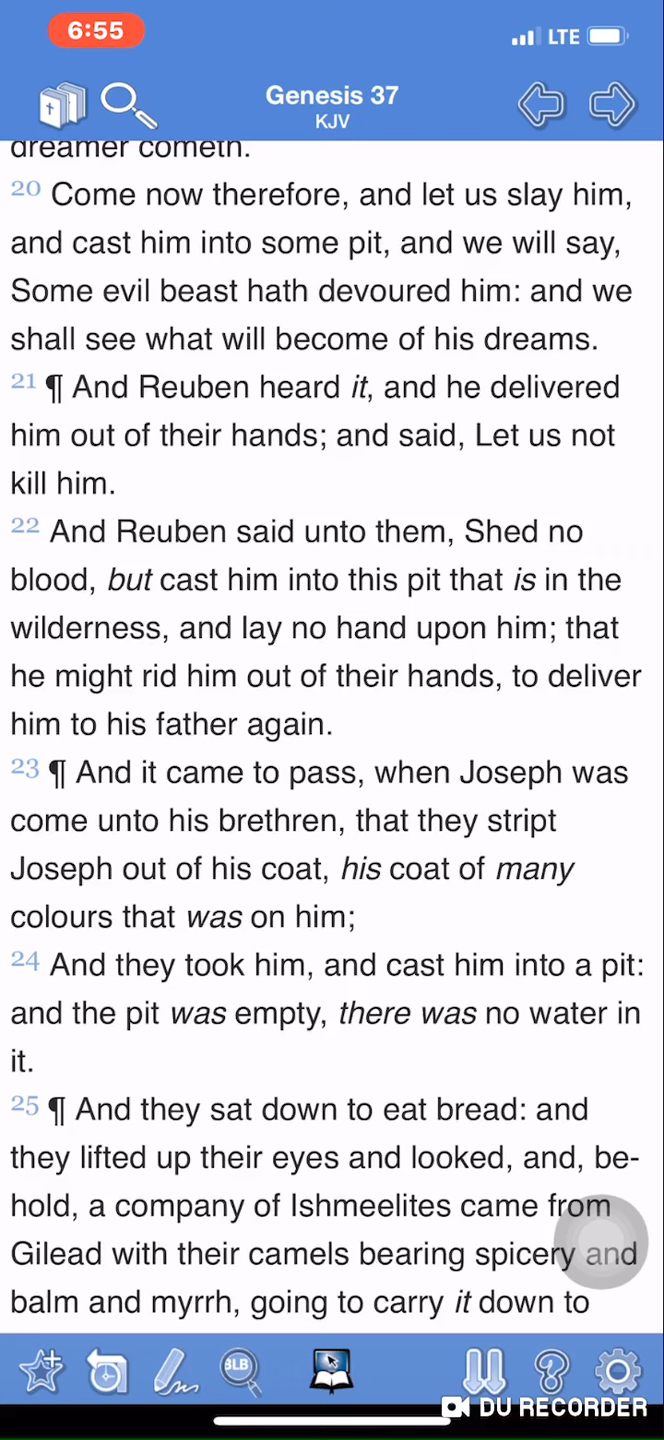 6:55
LTE
Genesis 37
KJV
dreamer cometh.
20 Come now therefore, and let us slay him,
and cast him into some pit, and we will say,
Some evil beast hath devoured him: and we
shall see what will become of his dreams.
21 ¶ And Reuben heard it, and he delivered
him out of their hands; and said, Let us not
kill him.
22 And Reuben said unto them, Shed no
blood, but cast him into this pit that is in the
wilderness, and lay no hand upon him; that
he might rid him out of their hands, to deliver
him to his father again.
23 ¶ And it came to pass, when Joseph was
come unto his brethren, that they stript
Joseph out of his coat, his coat of many
colours that was on him;
24 And they took him, and cast him into a pit:
and the pit was empty, there was no water in
it.
25 ¶ And they sat down to eat bread: and
they lifted up their eyes and looked, and, be-
hold, a company of Ishmeelites came from
Gilead with their camels bearing spicery and
balm and myrrh, going to carry it down to
BLB
DU RECORDER